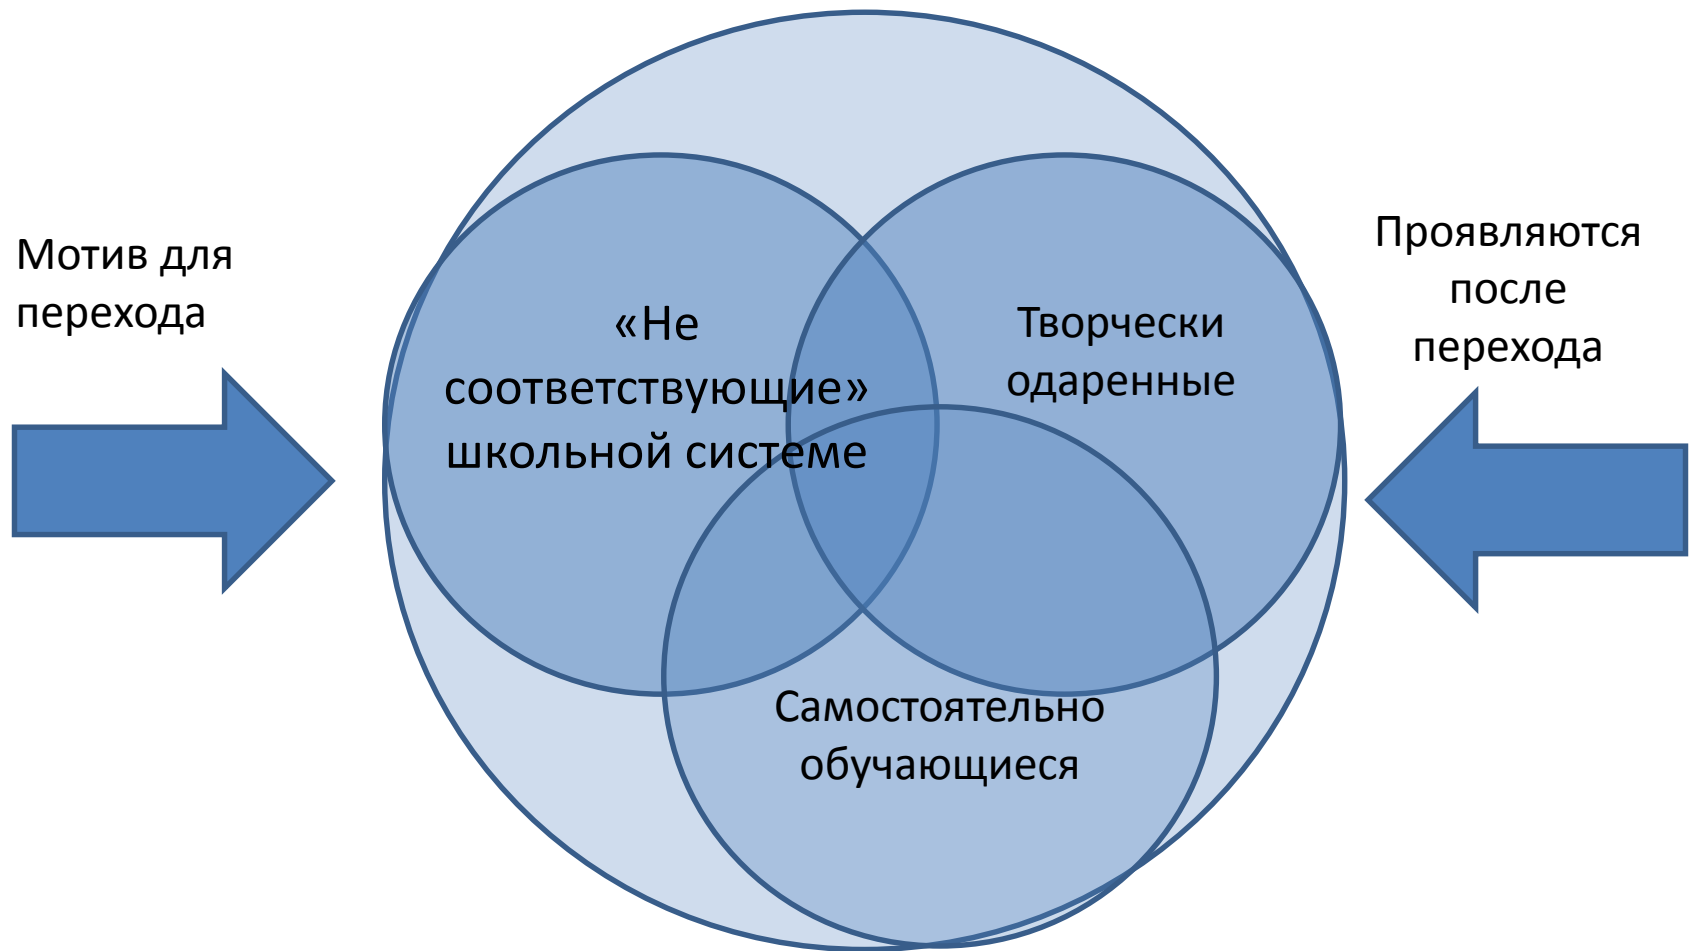 Мотив для
перехода
«Не
соответствующие»
школьной системе
Творчески
одаренные
Проявляются
после
перехода
Самостоятельно
обучающиеся